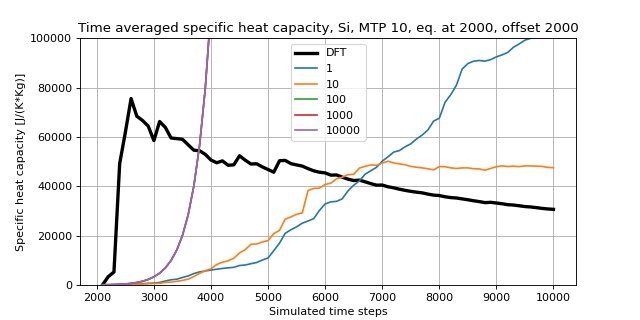 Time averaged specific heat capacity, Si, MTP 10, eq. at 2000, offset 2000
Specific heat capacity [J/(K*Kg)]
100000
80000
60000
40000
20000
0
DFT
1
10
100
1000
10000
2000 3000 4000 5000 6000 7000 8000 9000 10000
Simulated time steps